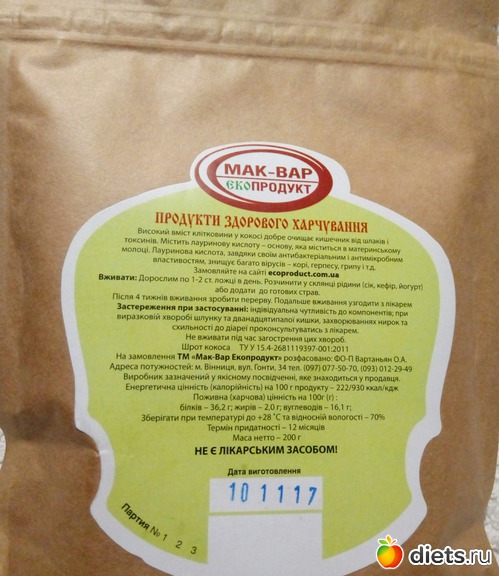 МАК-ВАР
ЕКОПРОДУКТ
ПРОДУКТИ ЗДОРОВОГО ХАРЧУВАННЯ
Високий вміст клітковини у кокосі добре очищає кишечник від шлаків і
токсинів. Містить лауринову кислоту – основу, яка міститься в материнському
молоці. Лауринова кислота, завдяки своїм антибактеріальним і антимікробним
властивостям, знищує багато вірусів – корі, герпесу, грипу і т.д.
Замовляйте на сайті ecoproduct.com.ua
Вживати: Дорослим по 1-2 ст. ложці в день. Розчинити у склянці рідини (сік, кефір, йогурт)
або додати до готових страв.
Після 4 тижнів вживання зробити перерву. Подальше вживання узгодити з лікарем
Застереження при застосуванні: індивідуальна чутливість до компонентів; при
виразковій хворобі шлунку та дванадцятипалої кишки, захворюваннях нирок та
схильності до діареї проконсультуватись з лікарем.
Не вживати під час загострення цих хвороб.
Шрот кокоса ТУ У 15.4-2681119397-001:2011
На замовлення ТМ «Мак-Вар Екопродукт» розфасовано: ФО-П Вартаньян О.А.
Адреса потужностей: м. Вінниця, вул. Гонти, 34 тел. (097) 077-50-70, (093) 012-29-49
Виробник зазначений у якісному посвідченні, яке знаходиться у продавця.
Енергетична цінність (калорійність) на 100 г продукту – 222/930 ккал/кдж
Поживна (харчова) цінність на 100г (г) :
білків – 36,2 г; жирів – 2,0 г; вуглеводів – 16,1 г;
Зберігати при температурі до +28 ˚С та відносній вологості – 70%
Термін придатності – 12 місяців
Маса нетто – 200 г
НЕ Є ЛІКАРСЬКИМ ЗАСОБОМ!
Дата виготовлення
101117
Партия № 1 2 3
diets.ru